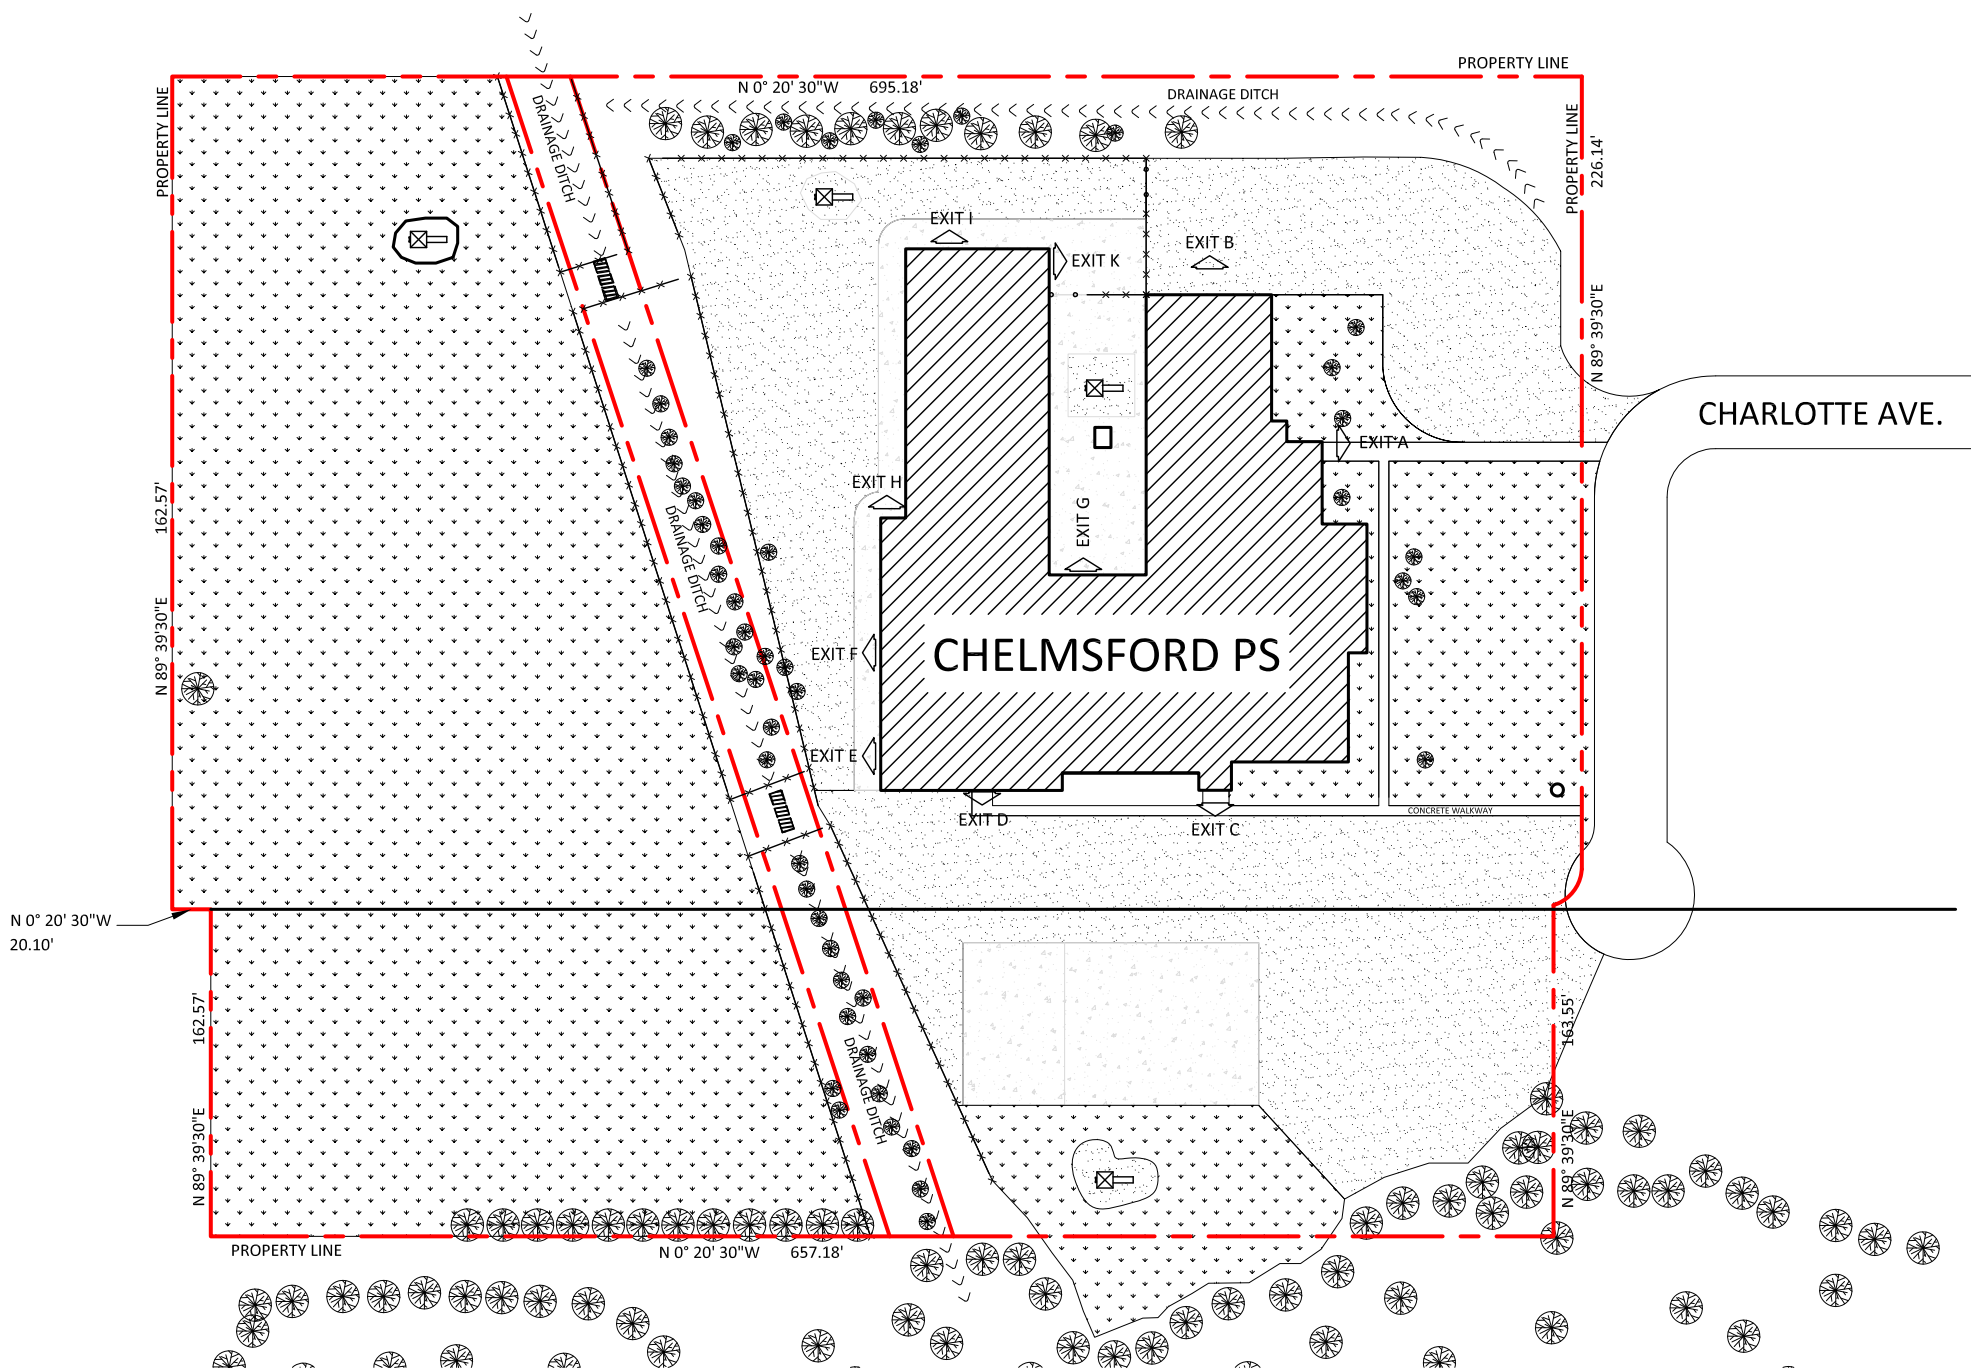 PROPERTY LINE
N 0° 20' 30"W 695.18'
DRAINAGE DITCH
PROPERTY LINE
DRAINAGE DITCH
PROPERTY LINE
226.14'
EXIT I
EXIT K
EXIT B
N 89° 39'30"E
CHARLOTTE AVE.
EXIT A
EXIT H
EXIT G
162.57'
N 89° 39'30"E
DRAINAGE DITCH
EXIT F
CHELMSFORD PS
EXIT E
EXIT D
EXIT C
CONCRETE WALKWAY
N 0° 20' 30"W
20.10'
162.57'
N 89° 39'30"E
DRAINAGE DITCH
163.55'
N 89° 39'30"E
PROPERTY LINE
N 0° 20' 30"W 657.18'